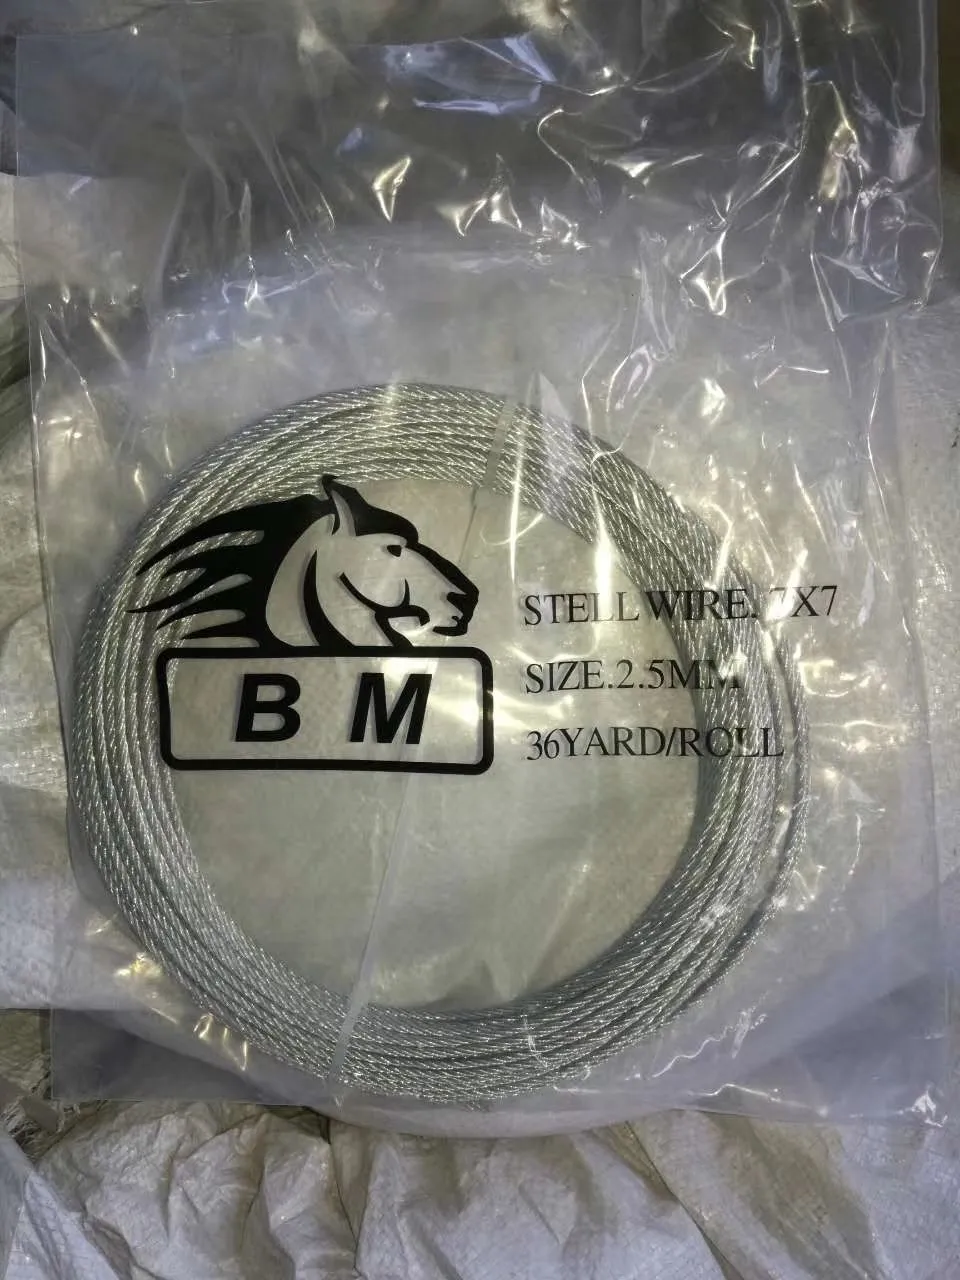 B M
STELL WIRE. 7X7
SIZE.2.5MM
36YARD/ROLL